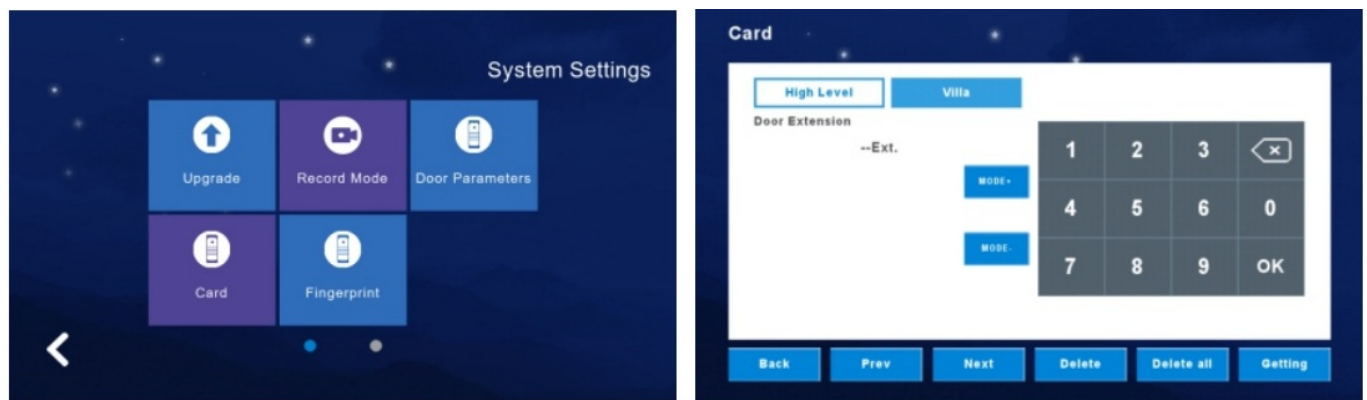 System Settings
Upgrade
Record Mode
Door Parameters
Card
Fingerprint
Card
High Level
Villa
Door Extension
--Ext.
MODE+
MODE-
1 2 3
4 5 6 0
7 8 9 OK
Back
Prev
Next
Delete
Delete all
Getting